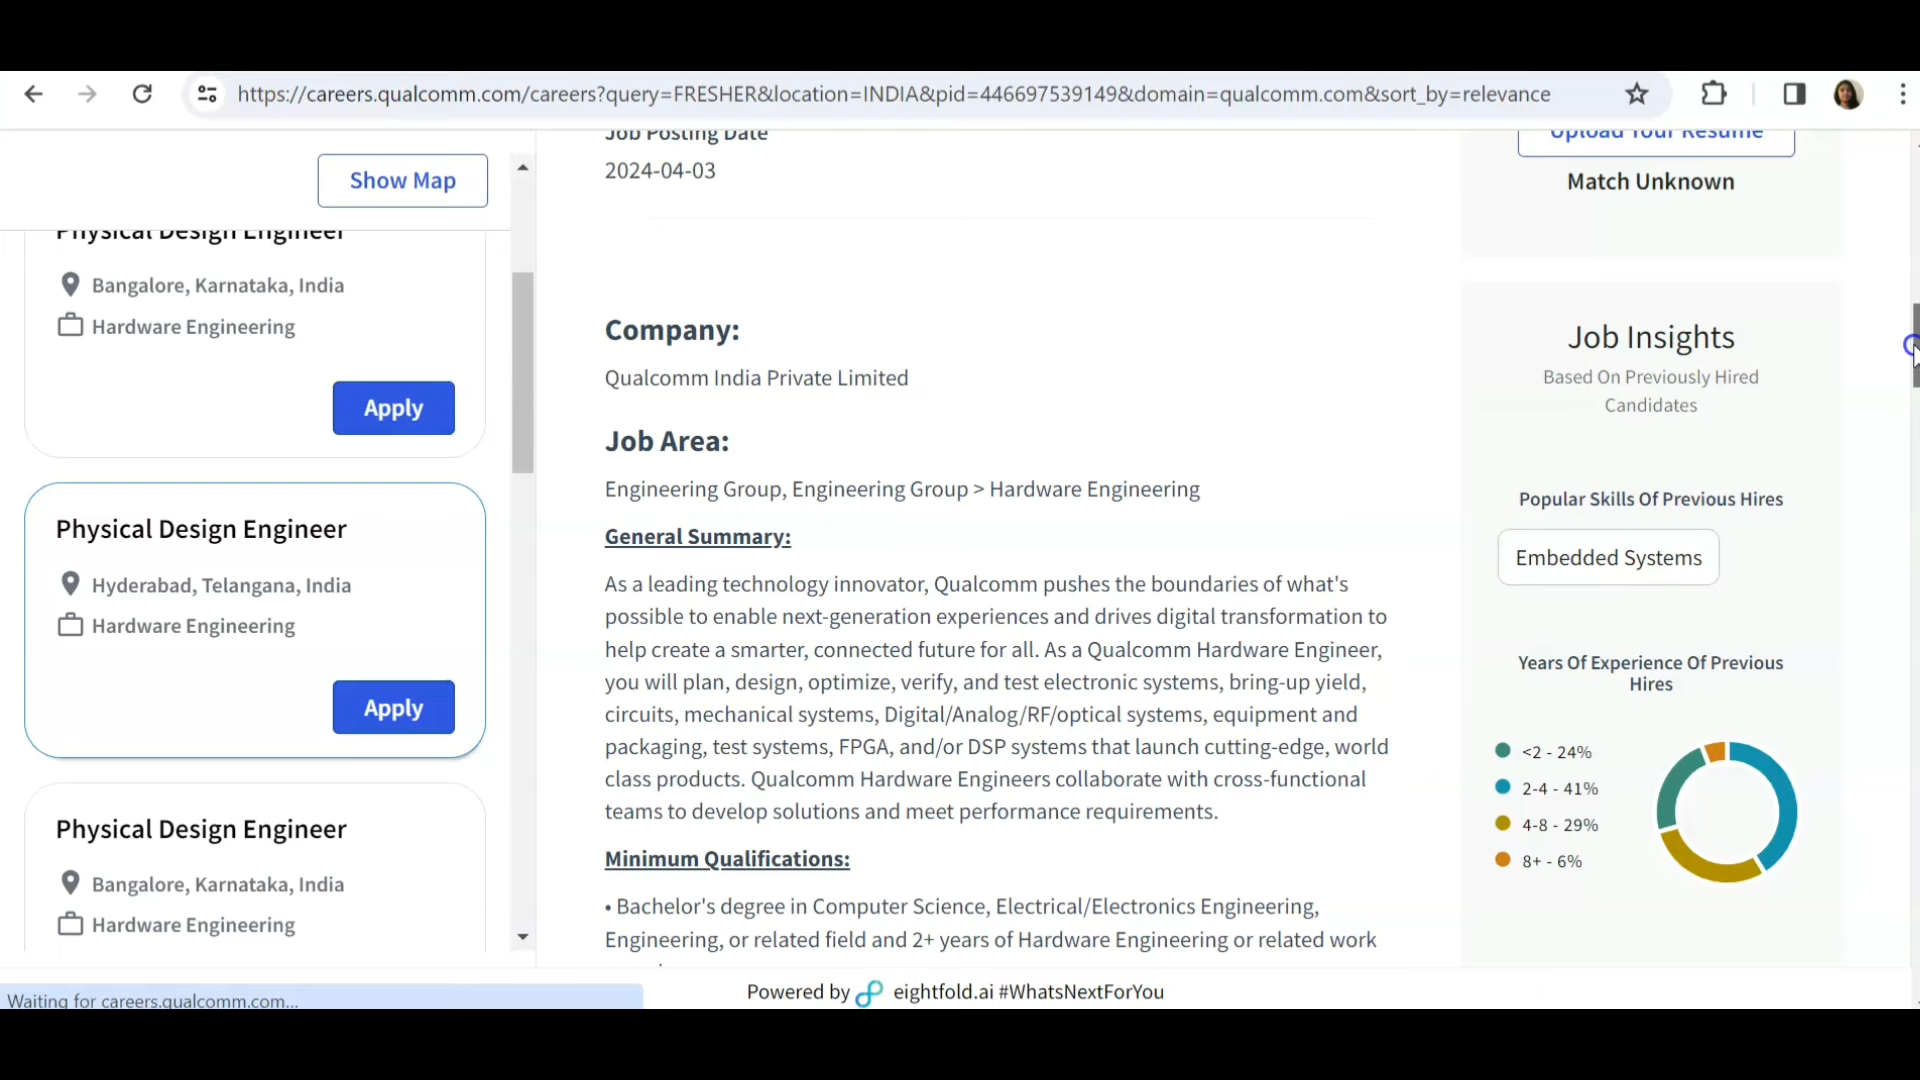 https://careers.qualcomm.com/careers?query=FRESHER&location=INDIA&pid=446697539149&domain=qualcomm.com&sort_by=relevance
Show Map
Physical Design Engineer
Bangalore, Karnataka, India
Hardware Engineering
Apply
Physical Design Engineer
Hyderabad, Telangana, India
Hardware Engineering
Apply
Physical Design Engineer
Bangalore, Karnataka, India
Hardware Engineering
Job Posting Date
2024-04-03
Company:
Qualcomm India Private Limited
Job Area:
Engineering Group, Engineering Group > Hardware Engineering
General Summary:
As a leading technology innovator, Qualcomm pushes the boundaries of what's
possible to enable next-generation experiences and drives digital transformation to
help create a smarter, connected future for all. As a Qualcomm Hardware Engineer,
you will plan, design, optimize, verify, and test electronic systems, bring-up yield,
circuits, mechanical systems, Digital/Analog/RF/optical systems, equipment and
packaging, test systems, FPGA, and/or DSP systems that launch cutting-edge, world
class products. Qualcomm Hardware Engineers collaborate with cross-functional
teams to develop solutions and meet performance requirements.
Minimum Qualifications:
• Bachelor's degree in Computer Science, Electrical/Electronics Engineering,
Engineering, or related field and 2+ years of Hardware Engineering or related work
Upload Your Resume
Match Unknown
Job Insights
Based On Previously Hired
Candidates
Popular Skills Of Previous Hires
Embedded Systems
Years Of Experience Of Previous
Hires
<2 - 24%
2-4 - 41%
4-8 - 29%
8+ - 6%
Waiting for careers.qualcomm.com...
Powered by eightfold.ai #WhatsNextForYou